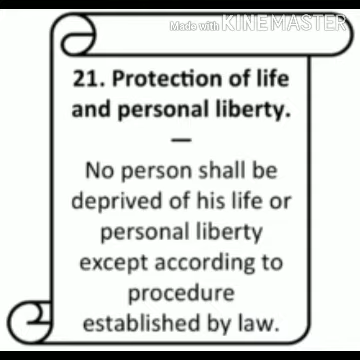 Made with KINEMASTER
21. Protection of life
and personal liberty.
—
No person shall be
deprived of his life or
personal liberty
except according to
procedure
established by law.